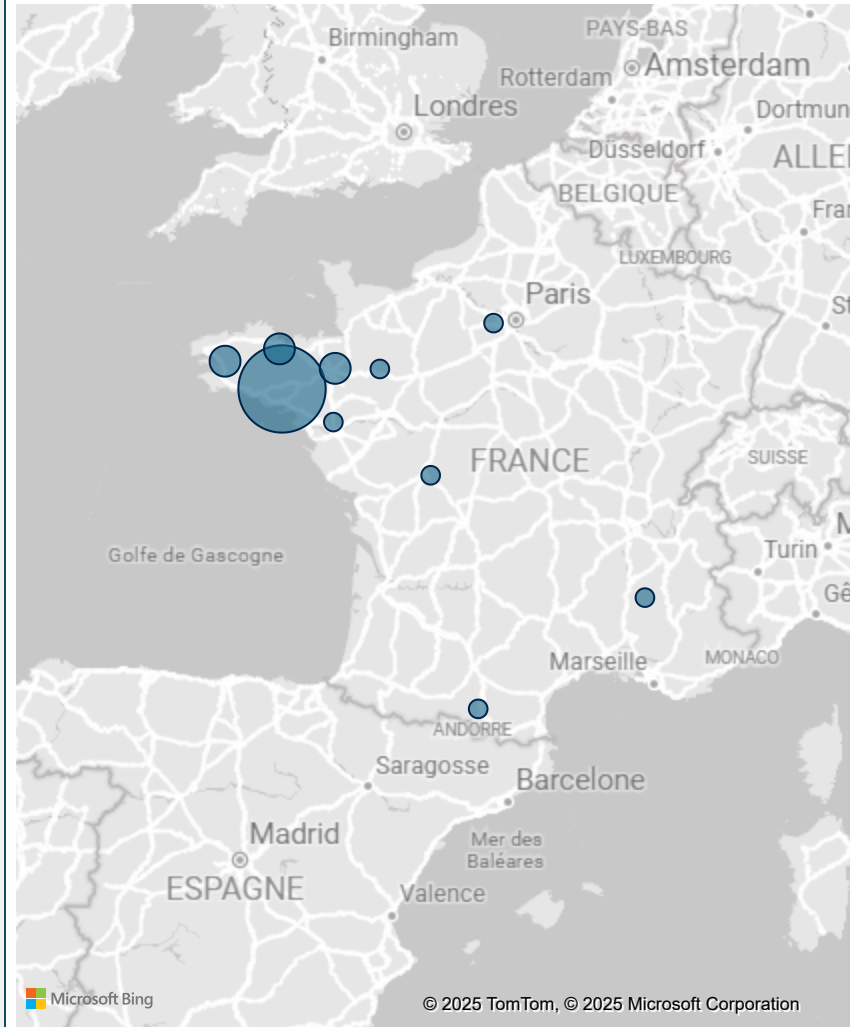 Birmingham
PAYS-BAS
Amsterdam
Rotterdam
Londres
Dortmun
Düsseldorf
ALLE
BELGIQUE
Fran
LUXEMBOURG
Paris
St
FRANCE
SUISSE
M
Golfe de Gascogne
Turin
Gê
Marseille
MONACO
ANDORRE
Saragosse
Barcelone
Madrid
Mer des
Baléares
ESPAGNE
Valence
Microsoft Bing
© 2025 TomTom, © 2025 Microsoft Corporation